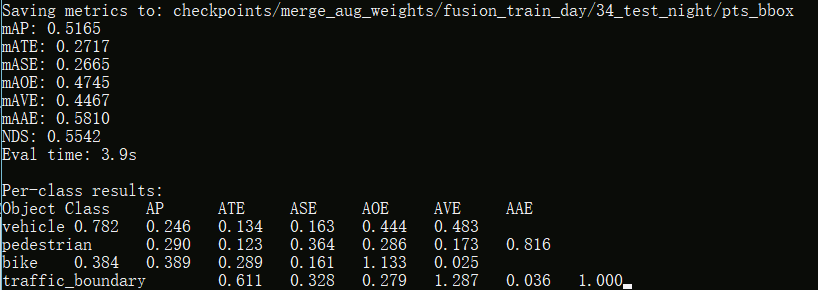 Saving metrics to: checkpoints/merge_aug_weights/fusion_train_day/34_test_night/pts_bbox
mAP: 0.5165
mATE: 0.2717
mASE: 0.2665
mAOE: 0.4745
mAVE: 0.4467
mAAE: 0.5810
NDS: 0.5542
Eval time: 3.9s

Per-class results:
Object Class    AP      ATE     ASE     AOE     AVE     AAE
vehicle 0.782   0.246   0.134   0.163   0.444   0.483
pedestrian      0.290   0.123   0.364   0.286   0.173   0.816
bike    0.384   0.389   0.289   0.161   1.133   0.025
traffic_boundary        0.611   0.328   0.279   1.287   0.036   1.000